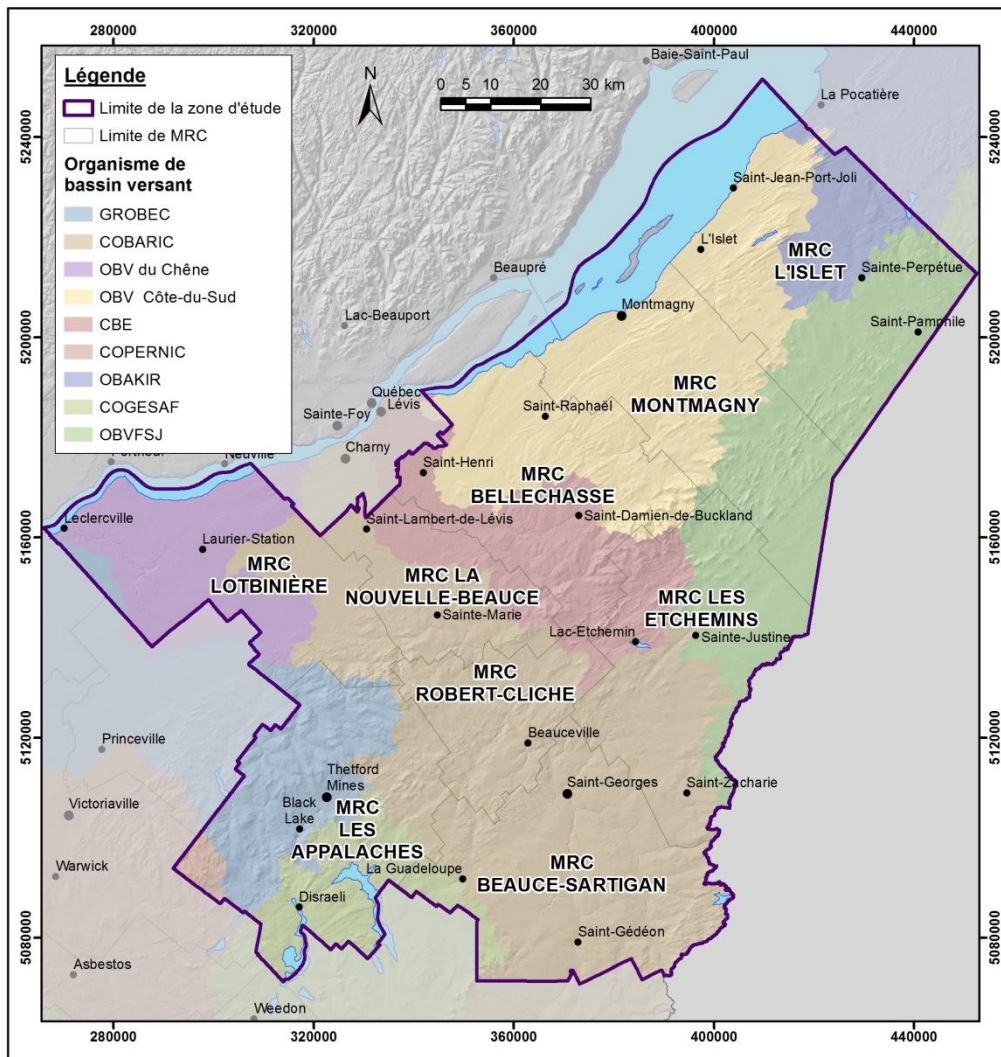 280000
320000
360000
400000
440000
Légende
Limite de la zone d'étude
Limite de MRC
Organisme de
bassin versant
GROBEC
COBARIC
OBV du Chêne
OBV Côte-du-Sud
CBE
COPERNIC
OBAKIR
COGESAF
OBVFSJ
N
0 5 10 20 30 km
Baie-Saint-Paul
La Pocatière
5240000
5240000
Saint-Jean-Port-Joli
L'Islet
MRC
L'ISLET
Sainte-Perpétue
Beaupré
Lac-Beauport
Montmagny
Saint-Pamphile
5200000
5200000
MRC
MONTMAGNY
Québec
Lévis
Sainte-Foy
Charny
Saint-Raphaël
Neuville
Saint-Henri
MRC
BELLECHASSE
Saint-Damien-de-Buckland
Leclercville
Saint-Lambert-de-Lévis
5160000
5160000
Laurier-Station
MRC
LOTBINIÈRE
MRC LA
NOUVELLE-BEAUCE
Sainte-Marie
MRC LES
ETCHEMINS
Lac-Etchemin
Sainte-Justine
MRC
ROBERT-CLICHE
Princeville
Beauceville
5120000
5120000
Thetford
Mines
Saint-Georges
Saint-Zacharie
Victoriaville
Black
Lake
MRC
LES
APPALACHES
Warwick
La Guadeloupe
MRC
BEAUCE-SARTIGAN
Disraeli
Saint-Gédéon
5080000
5080000
Asbestos
Weedon
280000
320000
360000
400000
440000